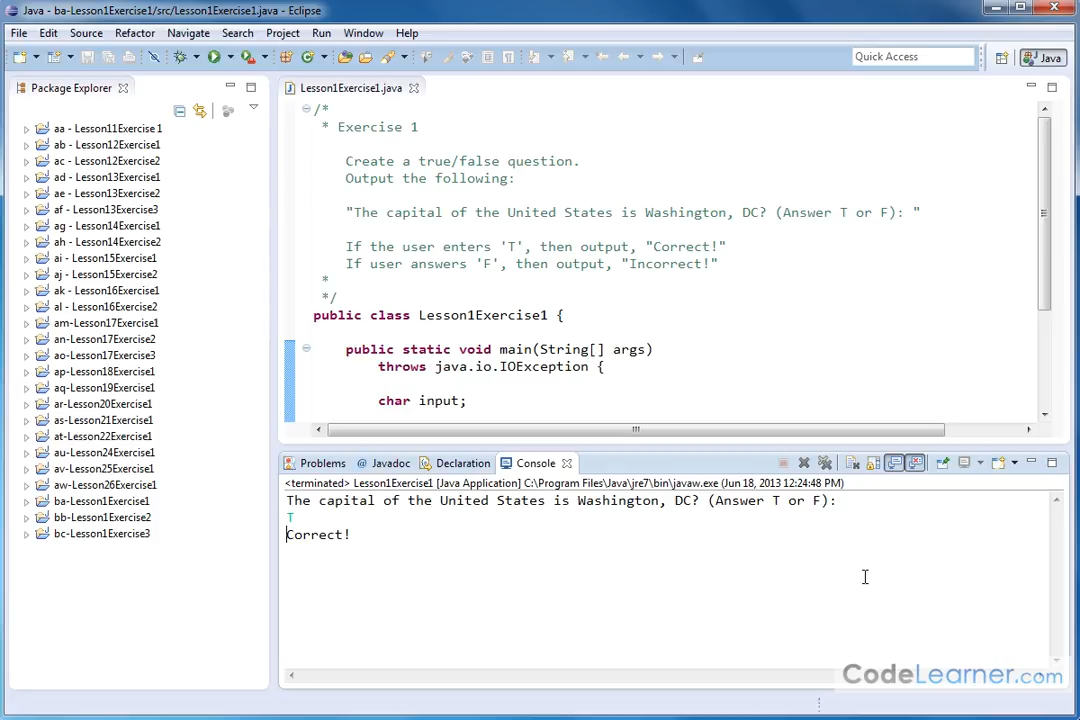 Java - ba-Lesson1Exercise1/src/Lesson1Exercise1.java - Eclipse
File Edit Source Refactor Navigate Search Project Run Window Help
Quick Access
Java
Package Explorer
aa - Lesson11Exercise1
ab - Lesson12Exercise1
ac - Lesson12Exercise2
ad - Lesson13Exercise1
ae - Lesson13Exercise2
af - Lesson13Exercise3
ag - Lesson14Exercise1
ah - Lesson14Exercise2
ai - Lesson15Exercise1
aj - Lesson15Exercise2
ak - Lesson16Exercise1
al - Lesson16Exercise2
am-Lesson17Exercise1
an-Lesson17Exercise2
ao-Lesson17Exercise3
ap-Lesson18Exercise1
aq-Lesson19Exercise1
ar-Lesson20Exercise1
as-Lesson21Exercise1
at-Lesson22Exercise1
au-Lesson24Exercise1
av-Lesson25Exercise1
aw-Lesson26Exercise1
ba-Lesson1Exercise1
bb-Lesson1Exercise2
bc-Lesson1Exercise3
Lesson1Exercise1.java
/*
* Exercise 1
Create a true/false question.
Output the following:
"The capital of the United States is Washington, DC? (Answer T or F): "
If the user enters 'T', then output, "Correct!"
If user answers 'F', then output, "Incorrect!"
*
*/
public class Lesson1Exercise1 {
public static void main(String[] args)
throws java.io.IOException {
char input;
Problems @ Javadoc Declaration Console
<terminated> Lesson1Exercise1 [Java Application] C:\Program Files\Java\jre7\bin\javaw.exe (Jun 18, 2013 12:24:48 PM)
The capital of the United States is Washington, DC? (Answer T or F):
T
Correct!
CodeLearner.com